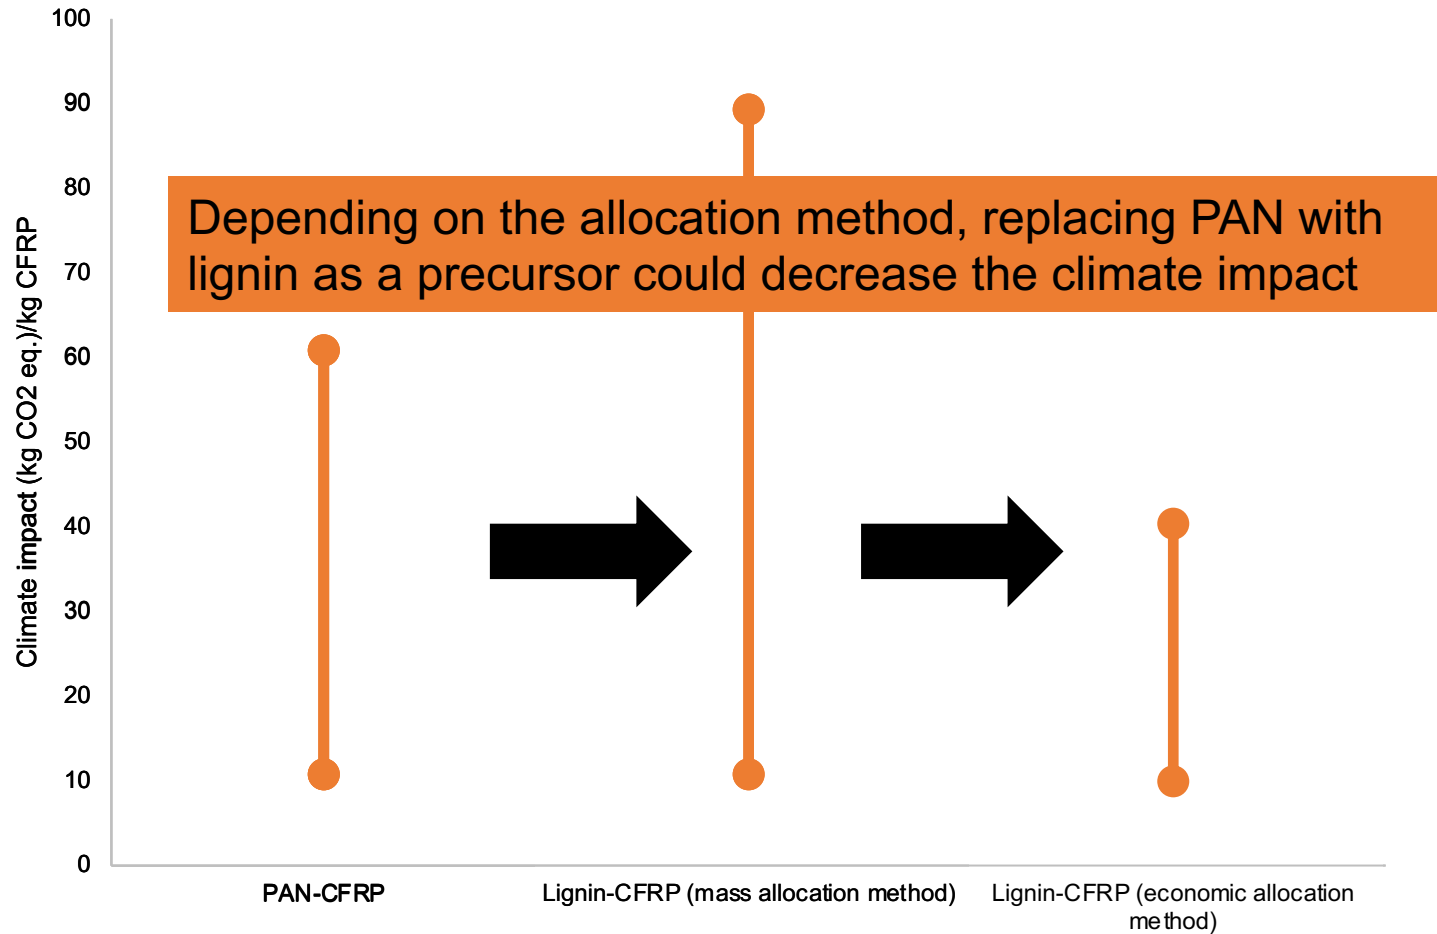 100
90
80
70
60
50
40
30
20
10
0
Climate impact (kg CO2 eq.)/kg CFRP
Depending on the allocation method, replacing PAN with
lignin as a precursor could decrease the climate impact
PAN-CFRP
Lignin-CFRP (mass allocation method)
Lignin-CFRP (economic allocation
method)